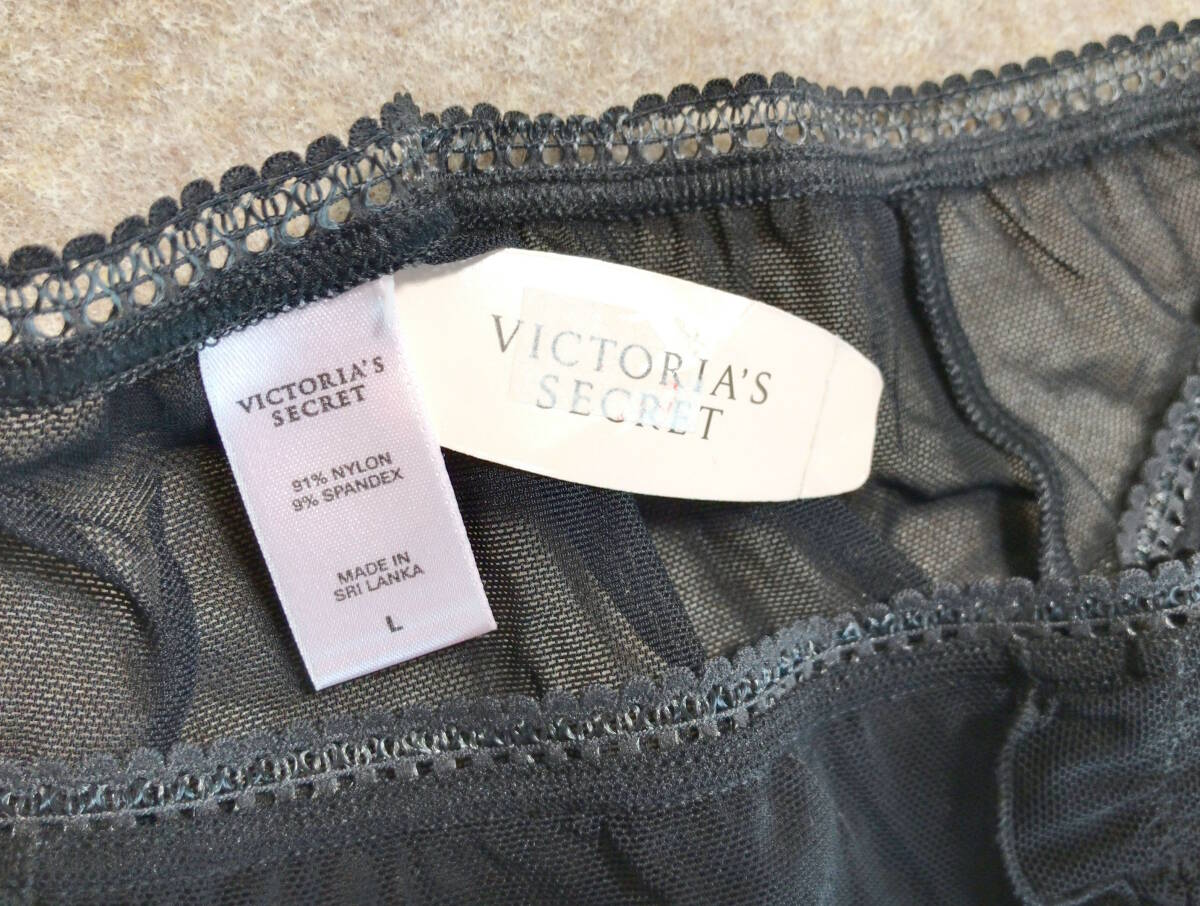 VICTORIA'S
SECRET
91% NYLON
9% SPANDEX
MADE IN
SRI LANKA
L
VICTORIA'S
SECRET